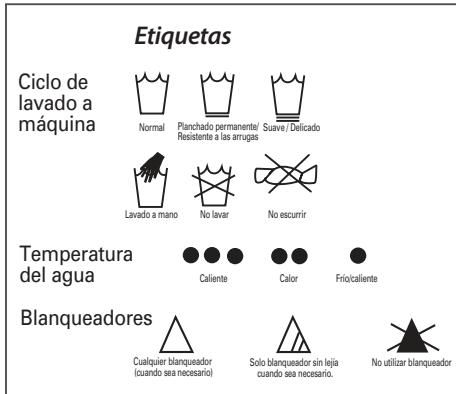 Etiquetas
Ciclo de
lavado a
máquina
Normal
Planchado permanente/
Resistente a las arrugas
Suave / Delicado
Lavado a mano
No lavar
No escurrir
Temperatura
del agua
Caliente
Calor
Frío/caliente
Blanqueadores
Cualquier blanqueador
(cuando sea necesario)
Solo blanqueador sin lejía
cuando sea necesario.
No utilizar blanqueador